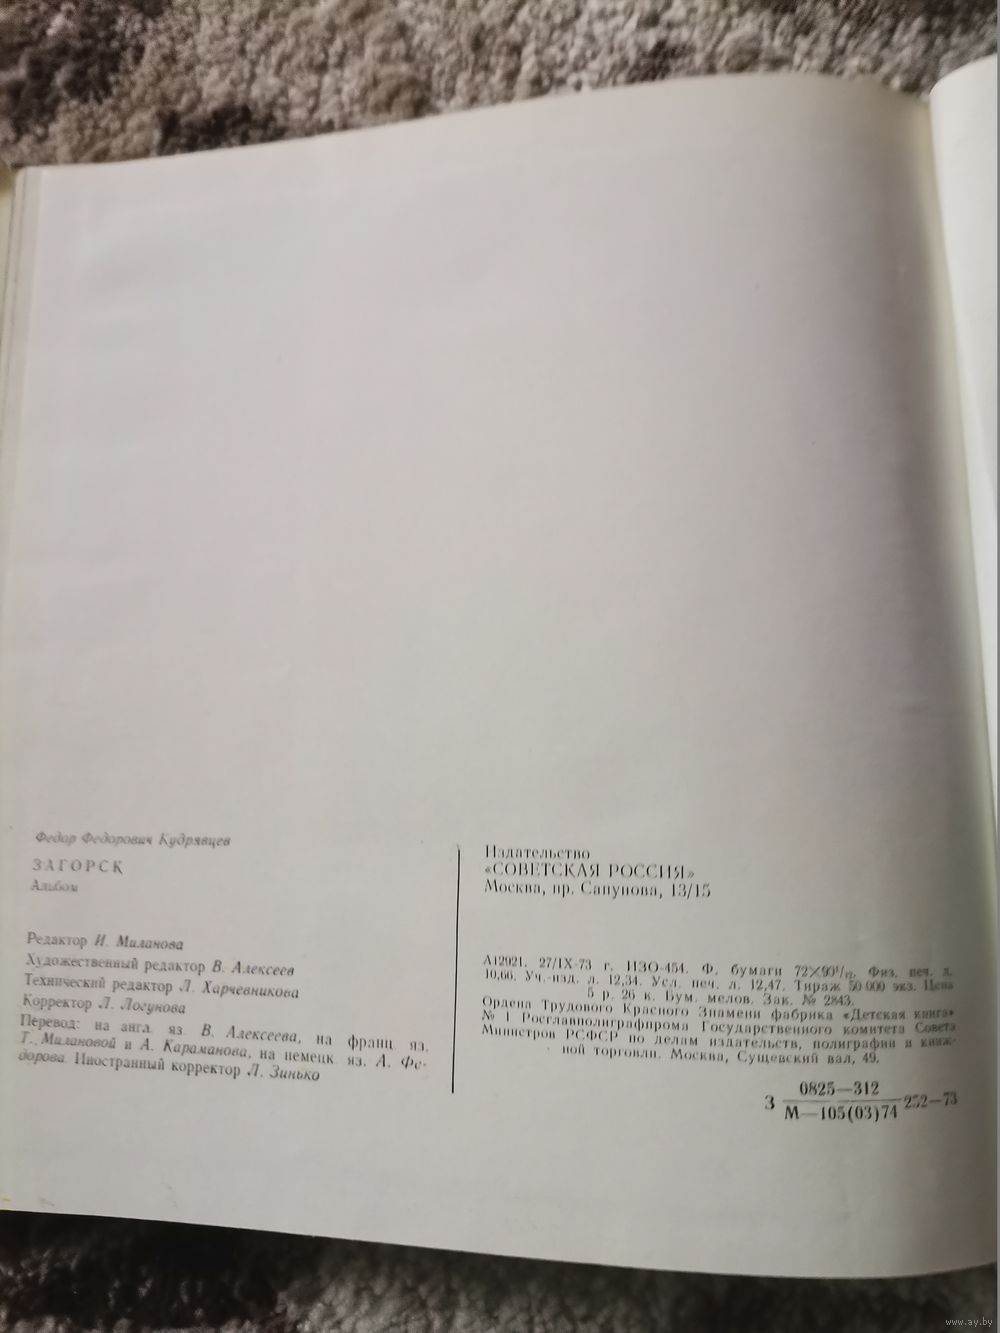 Федор Федорович Кудрявцев
ЗАГОРСК
Альбом
Редактор И. Миланова
Художественный редактор В. Алексеев
Технический редактор Л. Харчевникова
Корректор Л. Логунова
Перевод: на англ. яз. В. Алексеева, на франц. яз.
Т. Милановой и А. Караманова, на немецк. яз. А. Фе-
дорова. Иностранный корректор Л. Зинько
Издательство
«СОВЕТСКАЯ РОССИЯ»
Москва, пр. Сапунова, 13/15
А12921. 27/IX-73 г. ИЗО-454. Ф. бумаги 72×90¹/₁₂. Физ. печ. л.
10,66. Уч.-изд. л. 12,34. Усл. печ. л. 12,47. Тираж 50 000 экз. Цена
5 р. 26 к. Бум. мелов. Зак. № 2843.
Ордена Трудового Красного Знамени фабрика «Детская книга»
№ 1 Росглавполиграфпрома Государственного комитета Совета
Министров РСФСР по делам издательств, полиграфии и книж-
ной торговли. Москва, Сущевский вал, 49.
0825—312
З М—105(03)74 252—73
www.ay.by